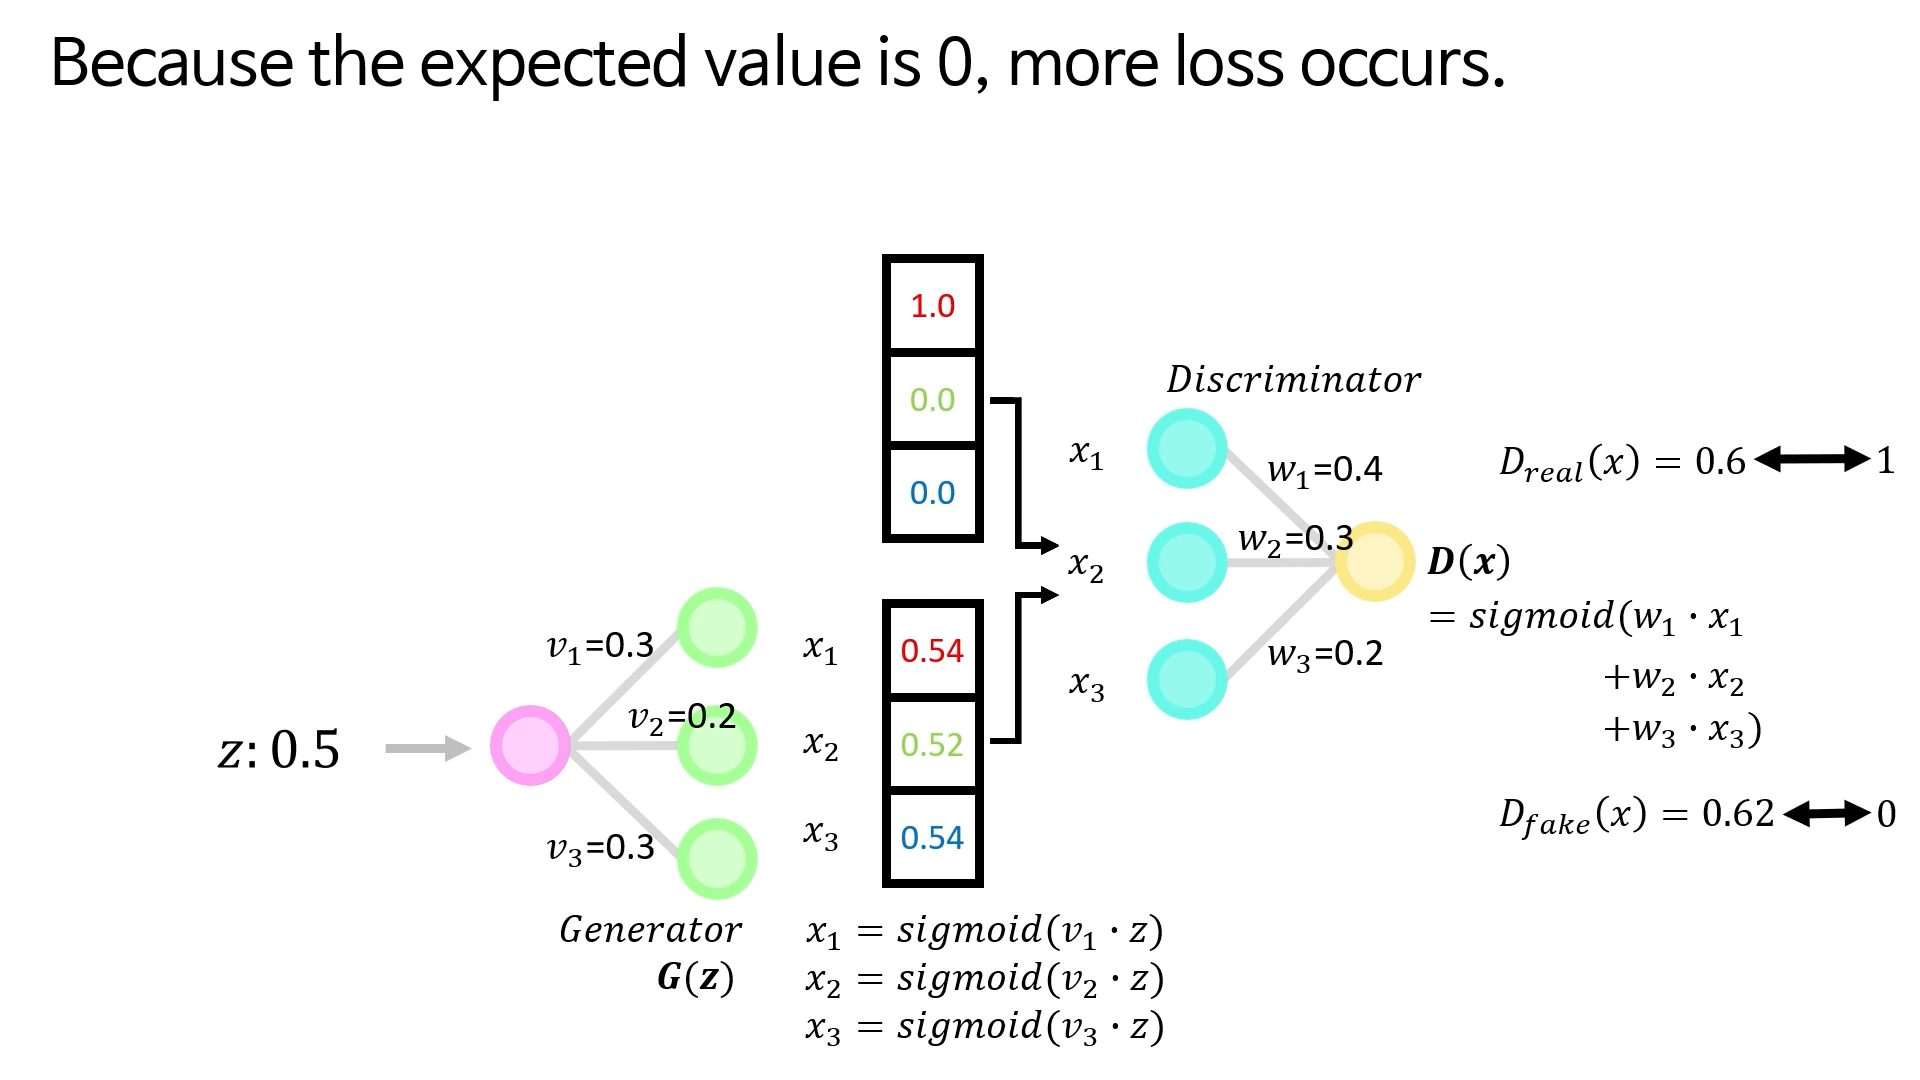 Because the expected value is 0, more loss occurs.
1.0
0.0
0.0
Discriminator
x₁
w₁=0.4
D_real(x) = 0.6
1
x₂
w₂=0.3
D(x)
= sigmoid(w₁ · x₁
+w₂ · x₂
+w₃ · x₃)
x₃
w₃=0.2
D_fake(x) = 0.62
0
z: 0.5
v₁=0.3
v₂=0.2
v₃=0.3
x₁
0.54
x₂
0.52
x₃
0.54
Generator
G(z)
x₁ = sigmoid(v₁ · z)
x₂ = sigmoid(v₂ · z)
x₃ = sigmoid(v₃ · z)